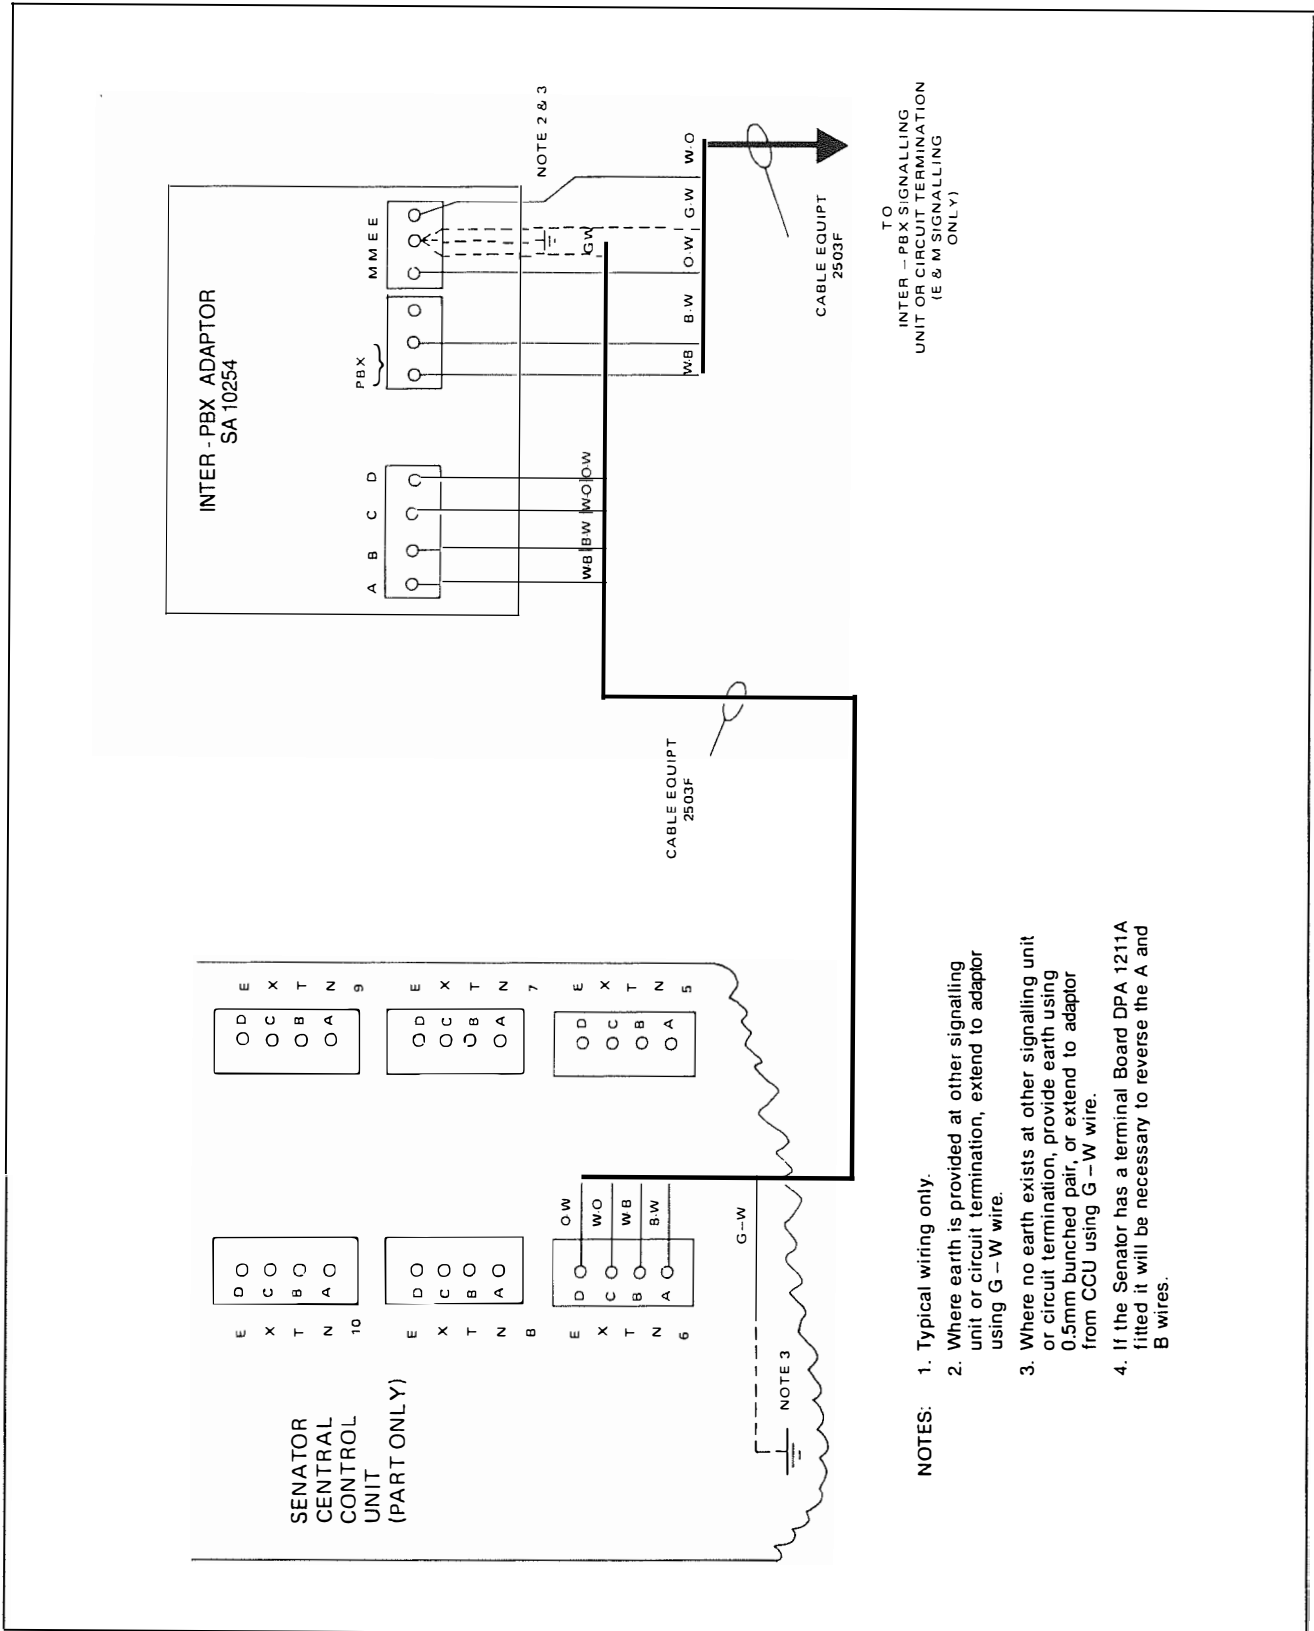 SENATOR
CENTRAL
CONTROL
UNIT
(PART ONLY)
E X T N 10
D C B A
E X T N B
D C B A
E X T N 6
D C B A
O-W
W-O
W-B
B-W
G–W
NOTE 3
D C B A
E X T N 9
D C B A
E X T N 7
D C B A
E X T N 5
CABLE EQUIPT
2503F
INTER - PBX ADAPTOR
SA 10254
A B C D
PBX
M M E E
NOTE 2 & 3
W-B B-W W-O O-W
G-W
W-B B-W O-W G-W W-O
CABLE EQUIPT
2503F
TO
INTER – PBX SIGNALLING
UNIT OR CIRCUIT TERMINATION
(E & M SIGNALLING
ONLY)
NOTES: 1. Typical wiring only.
2. Where earth is provided at other signalling
unit or circuit termination, extend to adaptor
using G – W wire.
3. Where no earth exists at other signalling unit
or circuit termination, provide earth using
0.5mm bunched pair, or extend to adaptor
from CCU using G – W wire.
4. If the Senator has a terminal Board DPA 1211A
fitted it will be necessary to reverse the A and
B wires.